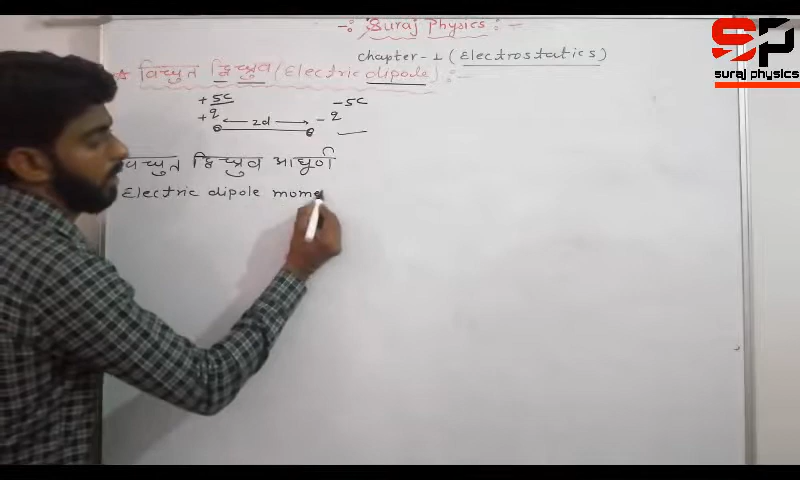 -: Suraj Physics :-
SP
suraj physics
Chapter-1 (Electrostatics)
* विद्युत द्विध्रुव (Electric dipole) :-
+5C -5C
+q ← 2d → -q
विद्युत द्विध्रुव आघूर्ण
Electric dipole mome